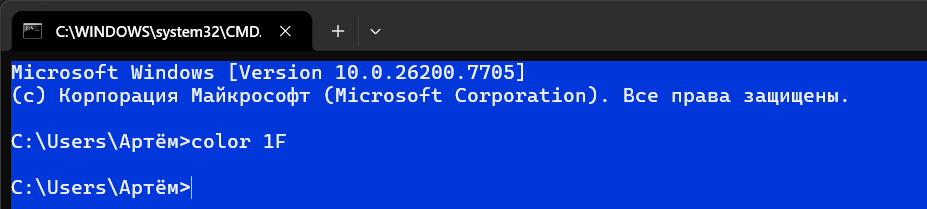 C:\WINDOWS\system32\CMD.
Microsoft Windows [Version 10.0.26200.7705]
(c) Корпорация Майкрософт (Microsoft Corporation). Все права защищены.
C:\Users\Артём>color 1F
C:\Users\Артём>